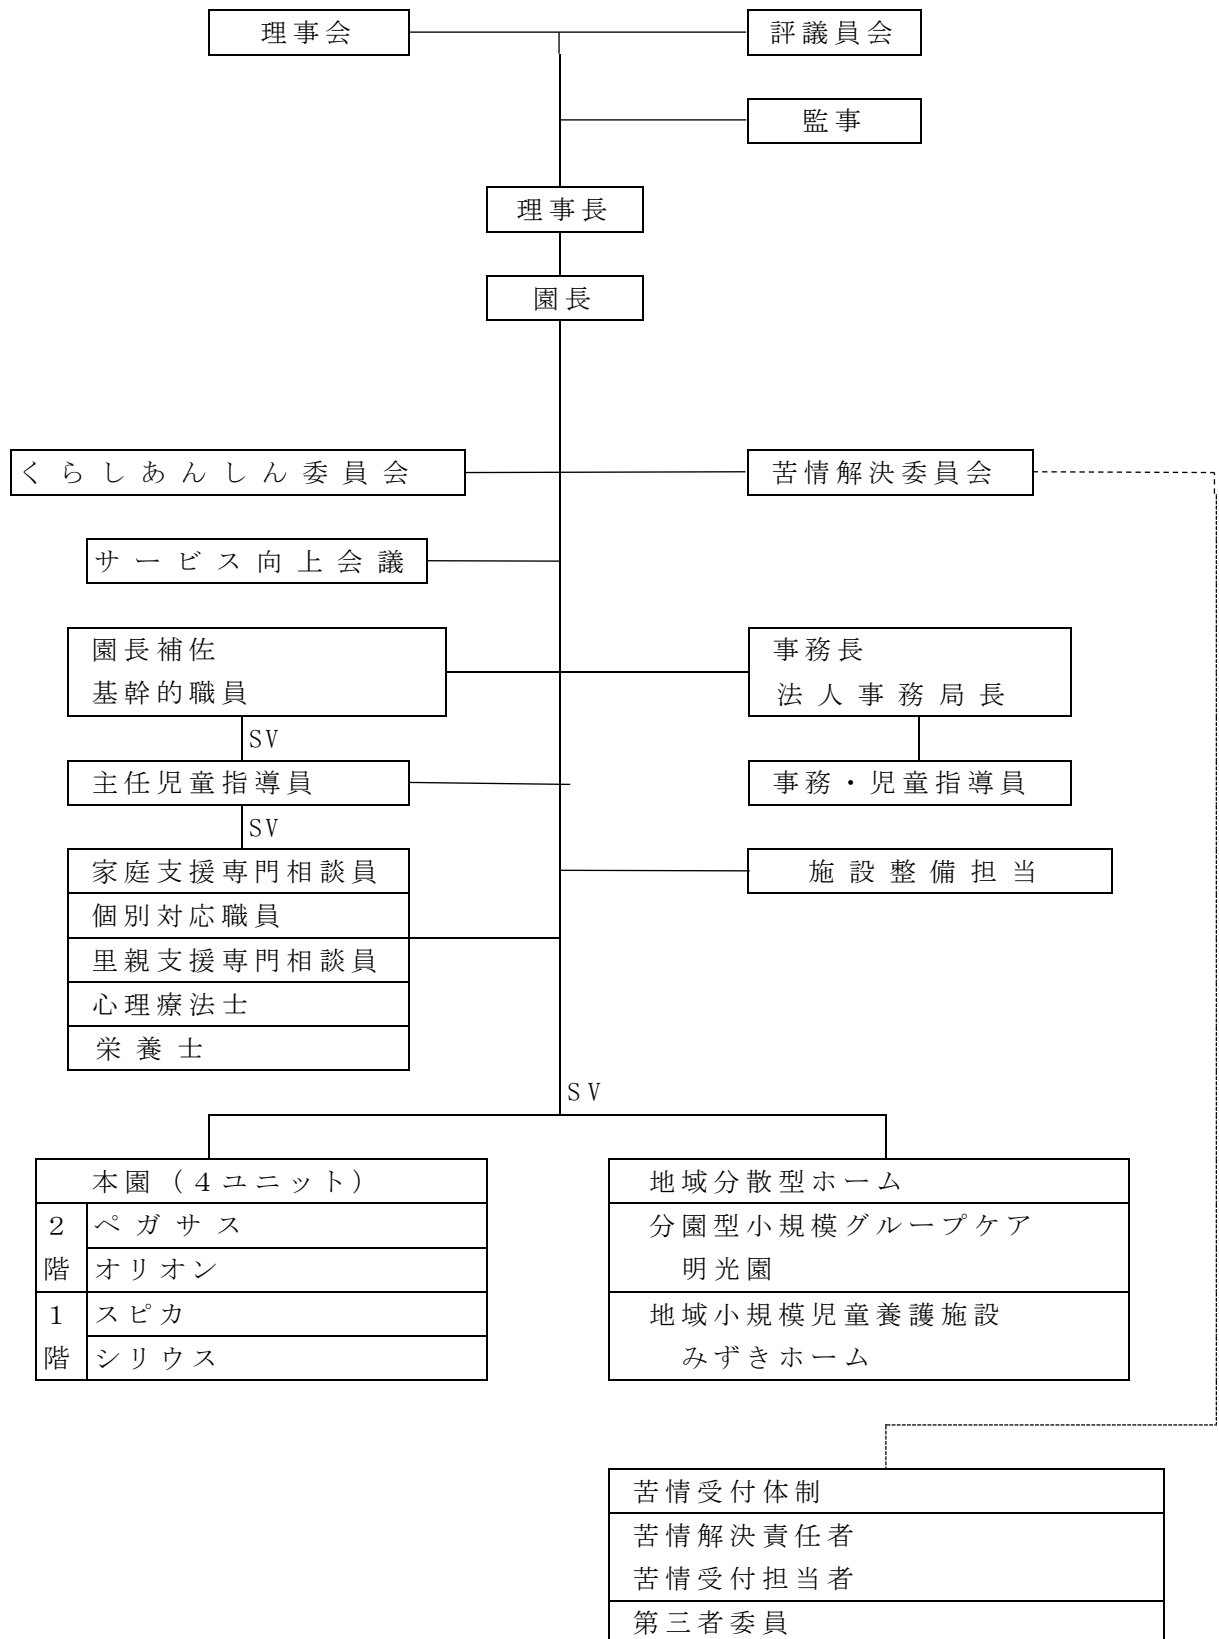 理事会
評議員会
監事
理事長
園長
くらしあんしん委員会
苦情解決委員会
サービス向上会議
園長補佐
基幹的職員
事務長
法人事務局長
SV
主任児童指導員
事務・児童指導員
SV
家庭支援専門相談員
個別対応職員
里親支援専門相談員
心理療法士
栄養士
施設整備担当
SV
本園（４ユニット）
２階
ペガサス
オリオン
１階
スピカ
シリウス
地域分散型ホーム
分園型小規模グループケア
明光園
地域小規模児童養護施設
みずきホーム
苦情受付体制
苦情解決責任者
苦情受付担当者
第三者委員